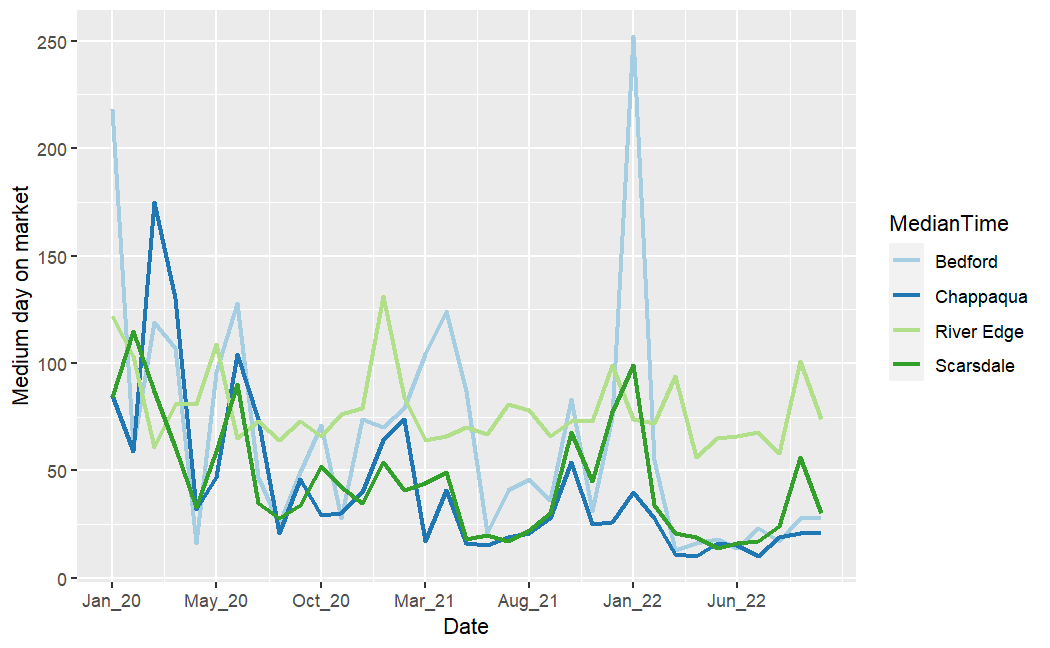 250
200
150
100
50
0
Medium day on market
Jan_20 May_20 Oct_20 Mar_21 Aug_21 Jan_22 Jun_22
Date
MedianTime
Bedford
Chappaqua
River Edge
Scarsdale